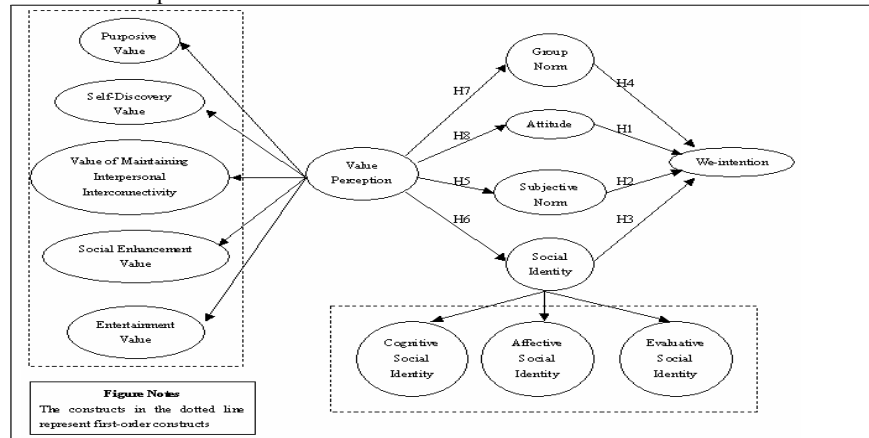 Purposive
Value
Self-Discovery
Value
Value of Maintaining
Interpersonal
Interconnectivity
Social Enhancement
Value
Entertainment
Value
Value
Perception
H7
H8
H5
H6
Group
Norm
Attitude
Subjective
Norm
Social
Identity
H4
H1
H2
H3
We-intention
Cognitive
Social
Identity
Affective
Social
Identity
Evaluative
Social
Identity
Figure Notes
The constructs in the dotted line
represent first-order constructs